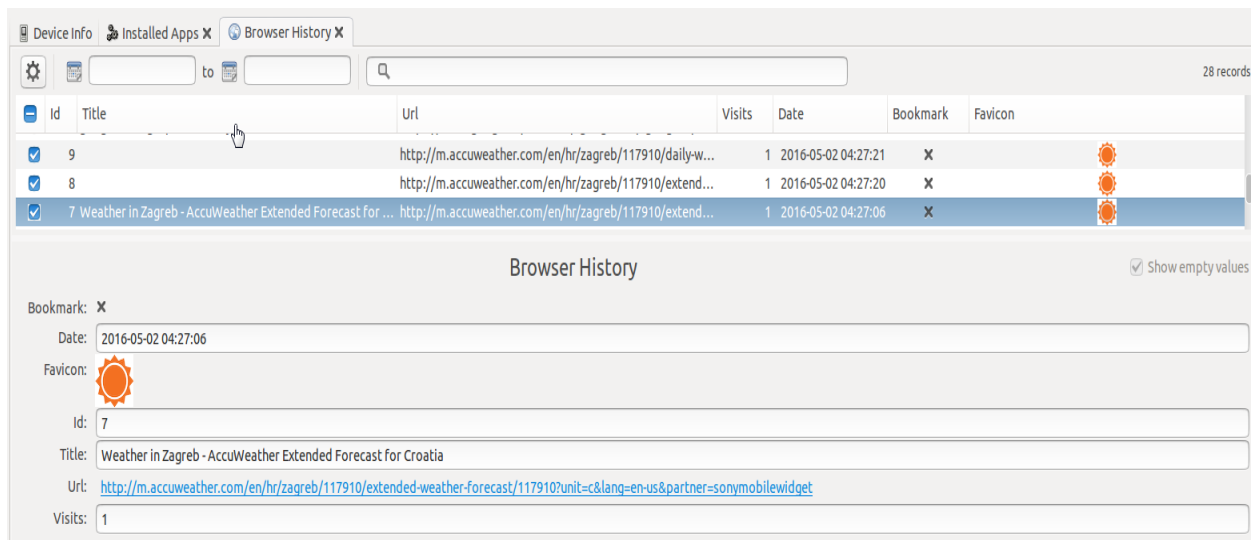 Device Info Installed Apps X Browser History X
to 28 records
Id Title Url Visits Date Bookmark Favicon
9 http://m.accuweather.com/en/hr/zagreb/117910/daily-w... 1 2016-05-02 04:27:21 X
8 http://m.accuweather.com/en/hr/zagreb/117910/extend... 1 2016-05-02 04:27:20 X
7 Weather in Zagreb - AccuWeather Extended Forecast for ... http://m.accuweather.com/en/hr/zagreb/117910/extend... 1 2016-05-02 04:27:06 X
Browser History Show empty values
Bookmark: X
Date: 2016-05-02 04:27:06
Favicon:
Id: 7
Title: Weather in Zagreb - AccuWeather Extended Forecast for Croatia
Url: http://m.accuweather.com/en/hr/zagreb/117910/extended-weather-forecast/117910?unit=c&lang=en-us&partner=sonymobilewidget
Visits: 1